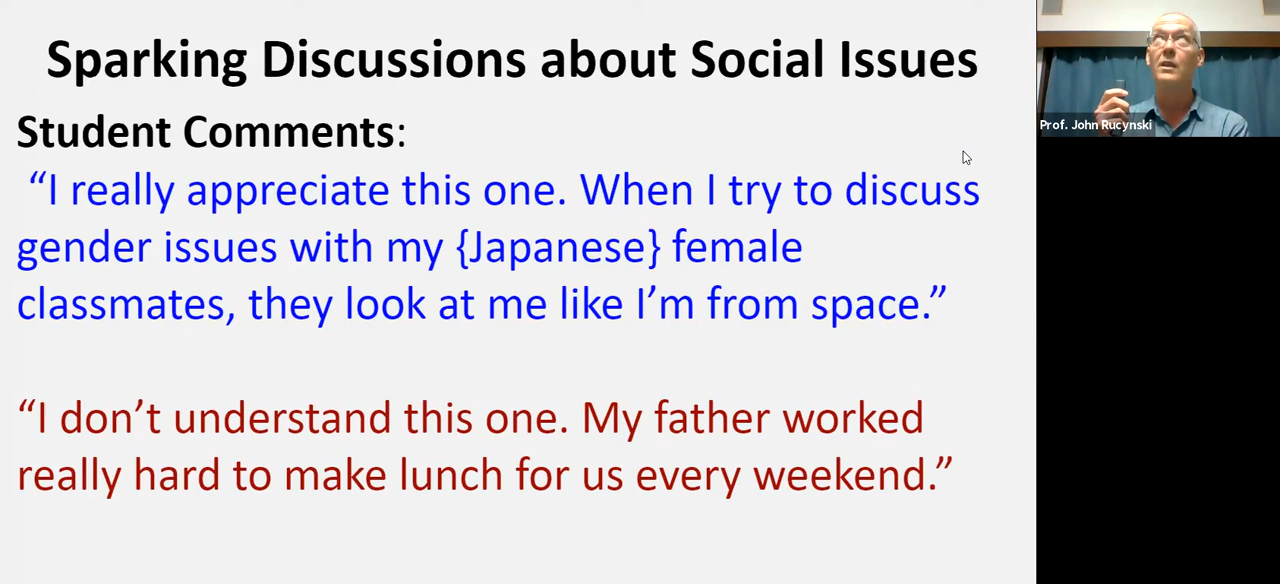 Sparking Discussions about Social Issues
Student Comments:
“I really appreciate this one. When I try to discuss
gender issues with my {Japanese} female
classmates, they look at me like I’m from space.”
“I don’t understand this one. My father worked
really hard to make lunch for us every weekend.”
Prof. John Rucynski